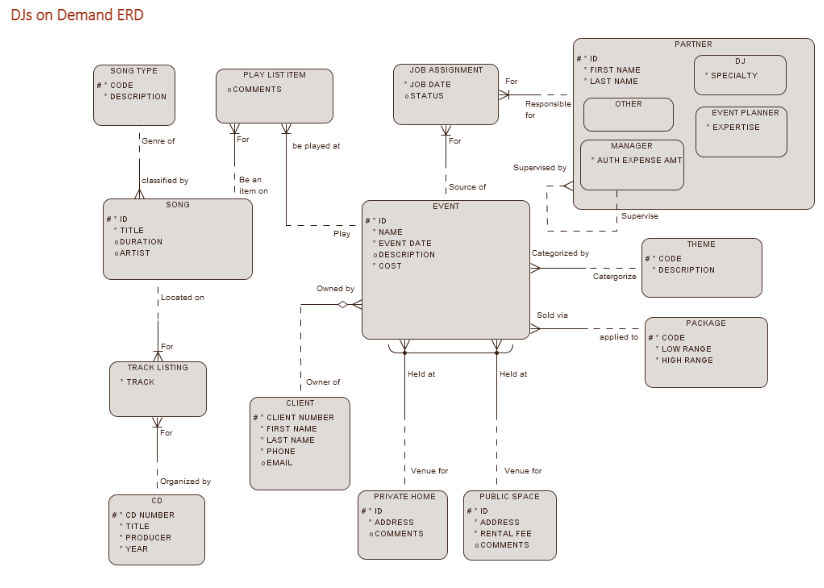 DJs on Demand ERD
SONG TYPE
# * CODE
* DESCRIPTION
PLAY LIST ITEM
o COMMENTS
JOB ASSIGNMENT
* JOB DATE
o STATUS
PARTNER
# * ID
* FIRST NAME
* LAST NAME
DJ
* SPECIALTY
OTHER
EVENT PLANNER
* EXPERTISE
MANAGER
* AUTH EXPENSE AMT
For
Responsible
for
Genre of
classified by
For
Be an
item on
be played at
Play
For
Source of
Supervised by
Supervise
SONG
# * ID
* TITLE
o DURATION
o ARTIST
EVENT
# * ID
* NAME
* EVENT DATE
o DESCRIPTION
* COST
Categorized by
Catergorize
THEME
# * CODE
* DESCRIPTION
Sold via
applied to
PACKAGE
# * CODE
* LOW RANGE
* HIGH RANGE
Located on
For
Owned by
Owner of
Held at
Held at
TRACK LISTING
* TRACK
For
Organized by
CLIENT
# * CLIENT NUMBER
* FIRST NAME
* LAST NAME
* PHONE
o EMAIL
Venue for
Venue for
CD
# * CD NUMBER
* TITLE
* PRODUCER
* YEAR
PRIVATE HOME
# * ID
* ADDRESS
o COMMENTS
PUBLIC SPACE
# * ID
* ADDRESS
* RENTAL FEE
o COMMENTS